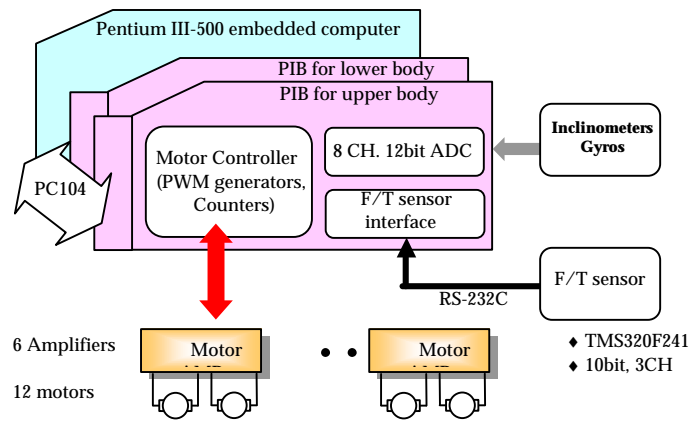 Pentium III-500 embedded computer
PIB for lower body
PIB for upper body
Motor Controller
(PWM generators,
Counters)
8 CH. 12bit ADC
F/T sensor
interface
Inclinometers
Gyros
PC104
RS-232C
F/T sensor
♦ TMS320F241
♦ 10bit, 3CH
6 Amplifiers
Motor
Motor
12 motors